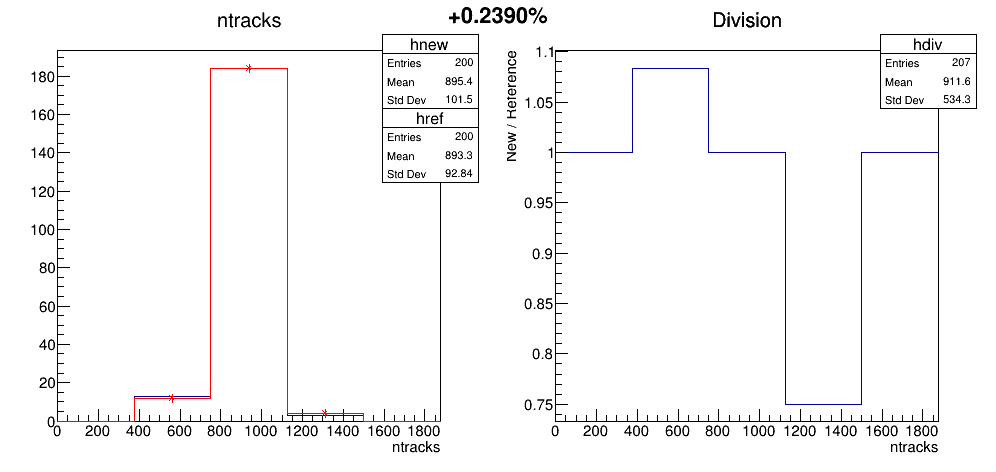 +0.2390%
ntracks
hnew
Entries 200
Mean 895.4
Std Dev 101.5
href
Entries 200
Mean 893.3
Std Dev 92.84
180
160
140
120
100
80
60
40
20
0
0 200 400 600 800 1000 1200 1400 1600 1800
ntracks
Division
hdiv
Entries 207
Mean 911.6
Std Dev 534.3
New / Reference
1.1
1.05
1
0.95
0.9
0.85
0.8
0.75
0 200 400 600 800 1000 1200 1400 1600 1800
ntracks